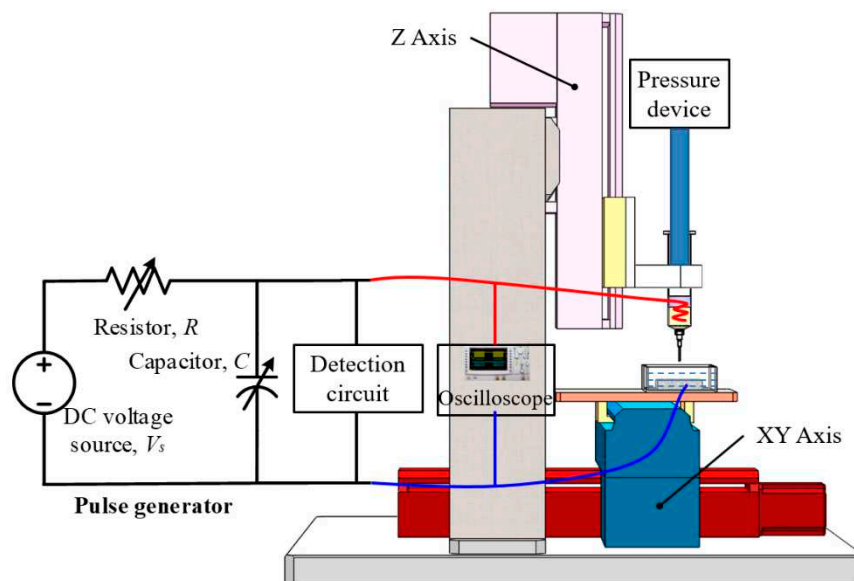 Z Axis
Pressure
device
Resistor, R
Capacitor, C
Detection
circuit
Oscilloscope
+
−
DC voltage
source, Vs
XY Axis
Pulse generator